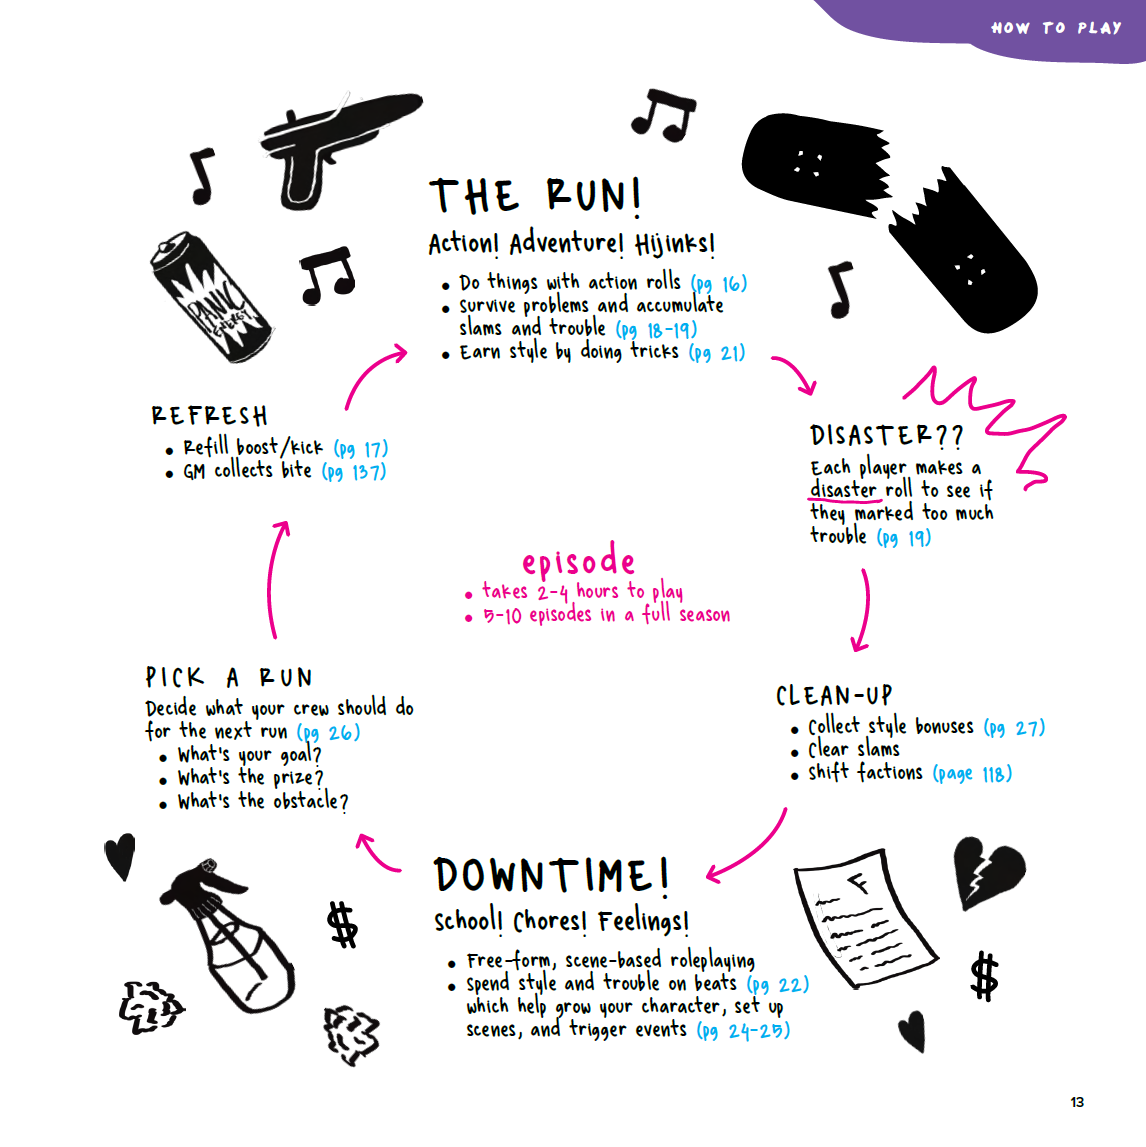 HOW TO PLAY
THE RUN!
Action! Adventure! Hijinks!
• Do things with action rolls (pg 16)
• Survive problems and accumulate
slams and trouble (pg 18-19)
• Earn style by doing tricks (pg 21)
PANIC
ENERGY
REFRESH
• Refill boost/kick (pg 17)
• GM collects bite (pg 137)
DISASTER??
Each player makes a
disaster roll to see if
they marked too much
trouble (pg 19)
episode
• takes 2-4 hours to play
• 5-10 episodes in a full season
PICK A RUN
Decide what your crew should do
for the next run (pg 26)
• What's your goal?
• What's the prize?
• What's the obstacle?
CLEAN-UP
• Collect style bonuses (pg 27)
• Clear slams
• Shift factions (page 118)
DOWNTIME!
School! Chores! Feelings!
• Free-form, scene-based roleplaying
• Spend style and trouble on beats (pg 22)
which help grow your character, set up
scenes, and trigger events (pg 24-25)
$
F
$
13